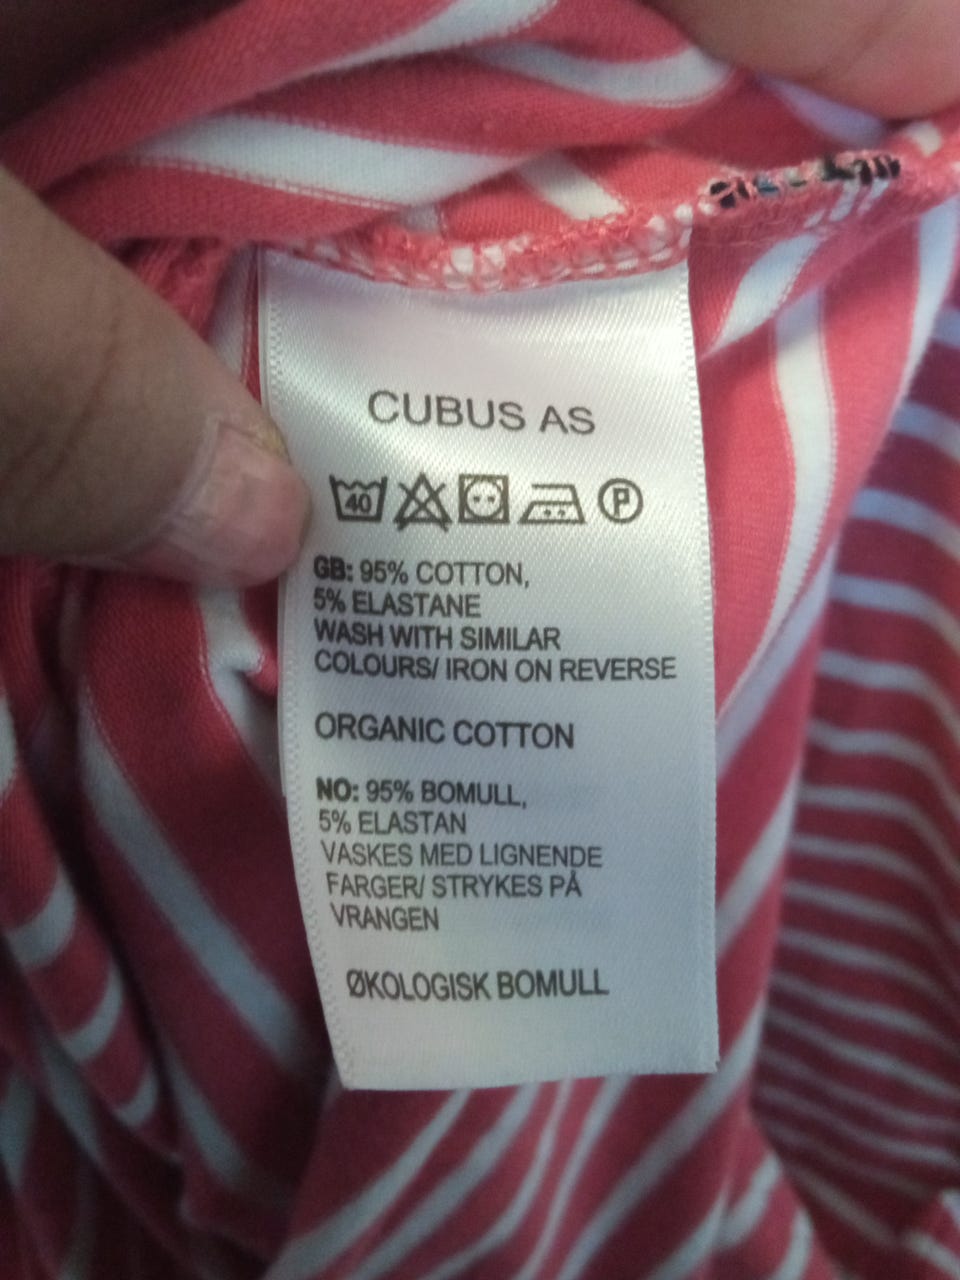 CUBUS AS
40 P
GB: 95% COTTON,
5% ELASTANE
WASH WITH SIMILAR
COLOURS/ IRON ON REVERSE
ORGANIC COTTON
NO: 95% BOMULL,
5% ELASTAN
VASKES MED LIGNENDE
FARGER/ STRYKES PÅ
VRANGEN
ØKOLOGISK BOMULL